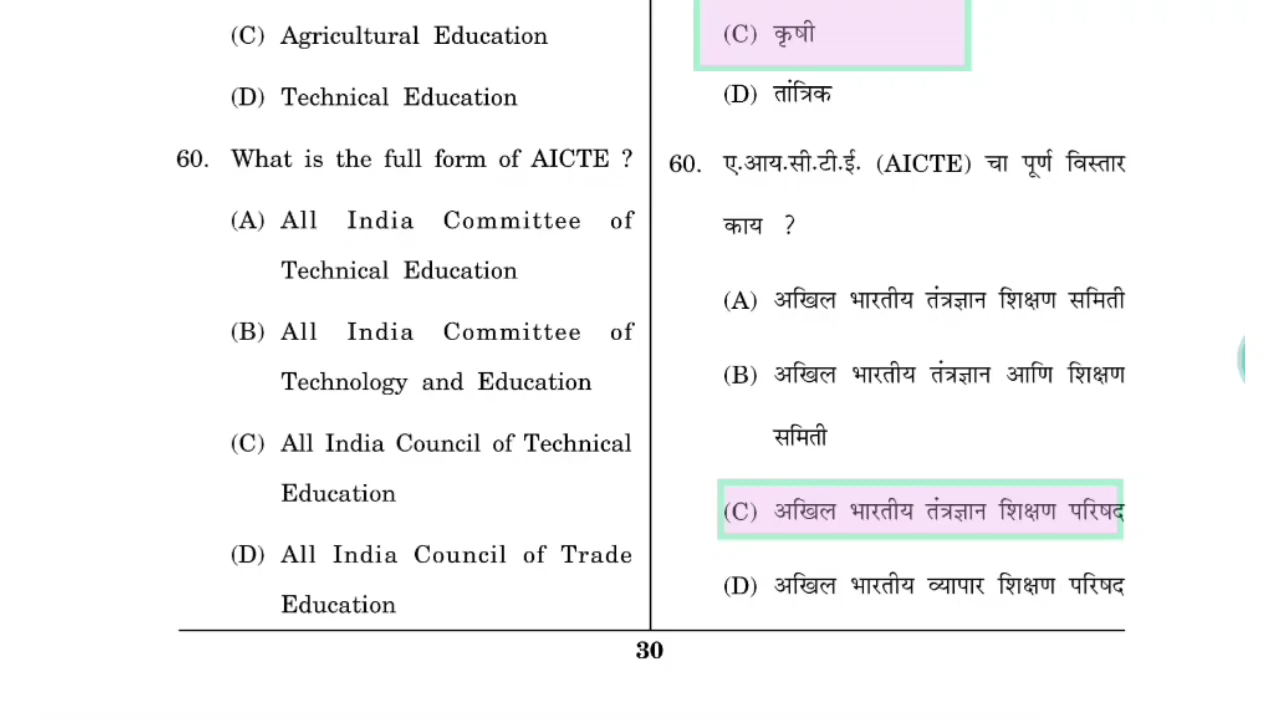 (C) Agricultural Education
(D) Technical Education
60. What is the full form of AICTE ?
(A) All India Committee of
Technical Education
(B) All India Committee of
Technology and Education
(C) All India Council of Technical
Education
(D) All India Council of Trade
Education
(C) कृषी
(D) तांत्रिक
60. ए.आय.सी.टी.ई. (AICTE) चा पूर्ण विस्तार
काय ?
(A) अखिल भारतीय तंत्रज्ञान शिक्षण समिती
(B) अखिल भारतीय तंत्रज्ञान आणि शिक्षण
समिती
(C) अखिल भारतीय तंत्रज्ञान शिक्षण परिषद
(D) अखिल भारतीय व्यापार शिक्षण परिषद
30